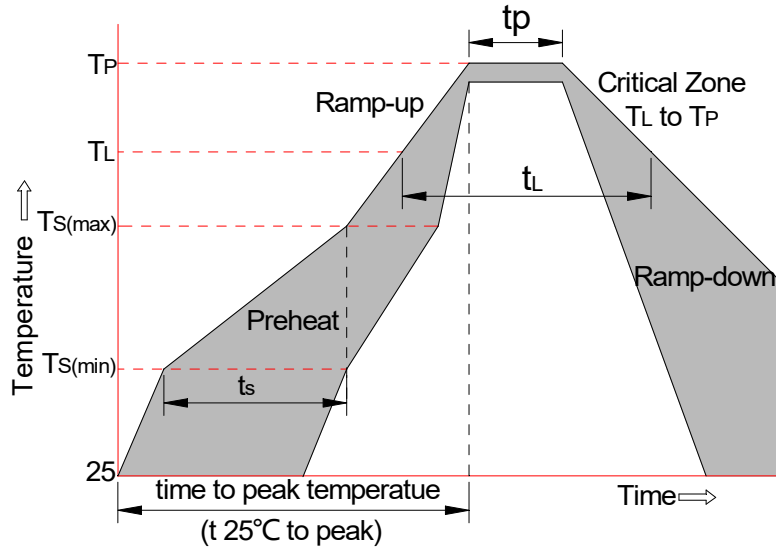 tp
TP
Critical Zone
TL to TP
Ramp-up
TL
tL
TS(max)
Temperature
Ramp-down
Preheat
TS(min)
ts
25
time to peak temperatue
Time
(t 25℃ to peak)